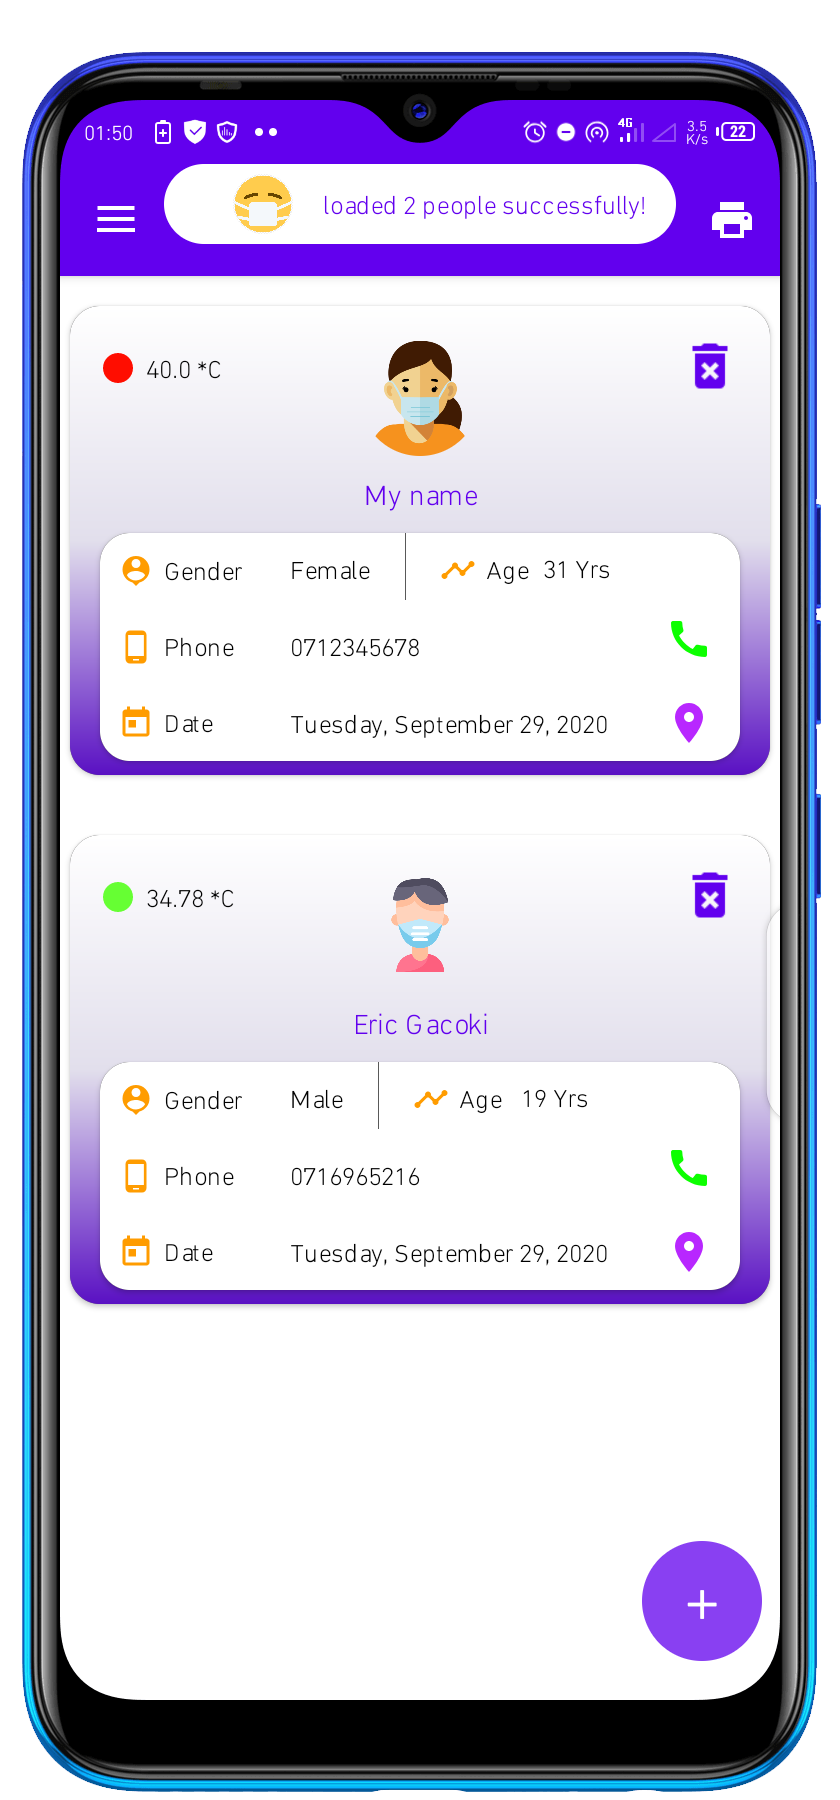 01:50
4G
3.5
K/s
22
loaded 2 people successfully!
40.0 *C
My name
Gender Female Age 31 Yrs
Phone 0712345678
Date Tuesday, September 29, 2020
34.78 *C
Eric Gacoki
Gender Male Age 19 Yrs
Phone 0716965216
Date Tuesday, September 29, 2020
+